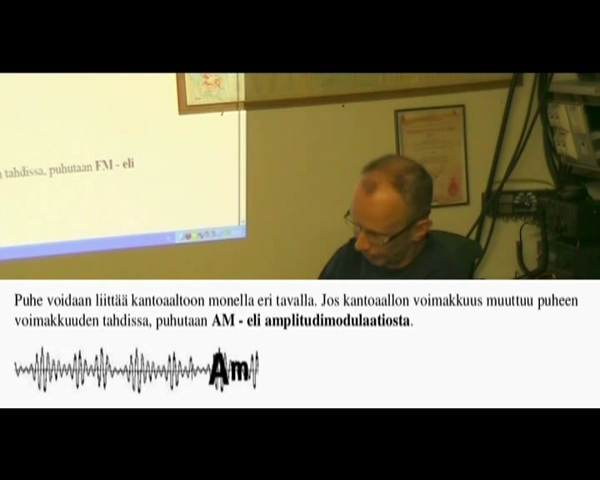 tahdissa, puhutaan FM - eli
Puhe voidaan liittää kantoaaltoon monella eri tavalla. Jos kantoaallon voimakkuus muuttuu puheen
voimakkuuden tahdissa, puhutaan AM - eli amplitudimodulaatiosta.
Am